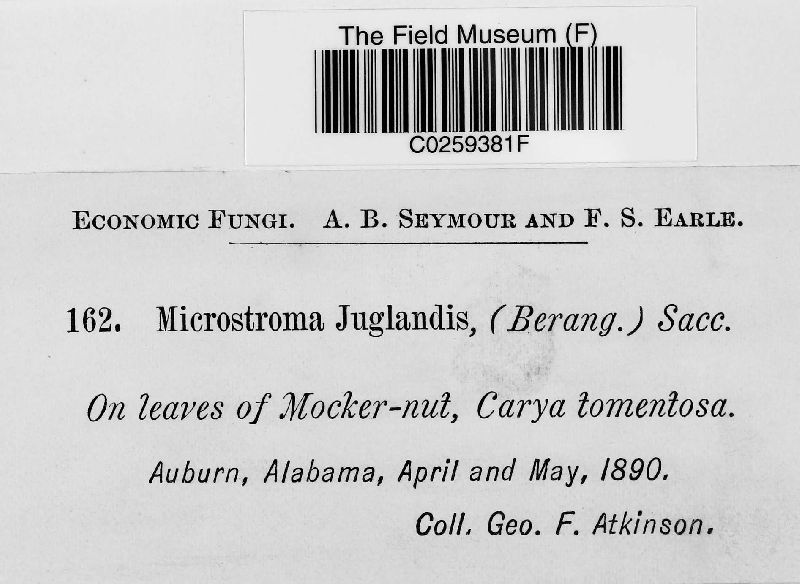 The Field Museum (F)
C0259381F
ECONOMIC FUNGI. A. B. SEYMOUR AND F. S. EARLE.
162. Microstroma Juglandis, (Berang.) Sacc.
On leaves of Mocker-nut, Carya tomentosa.
Auburn, Alabama, April and May, 1890.
Coll. Geo. F. Atkinson.